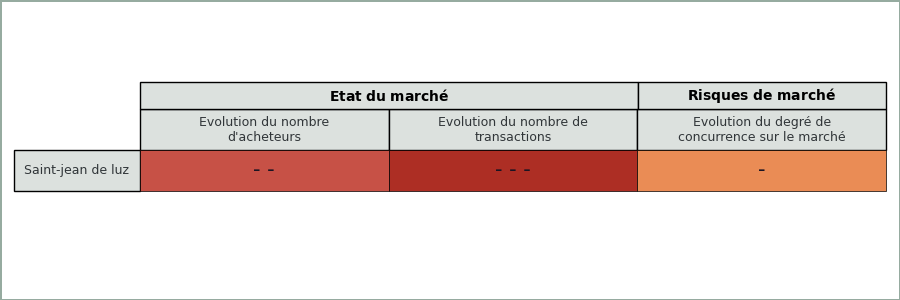 Etat du marché
Risques de marché
Evolution du nombre
d'acheteurs
Evolution du nombre de
transactions
Evolution du degré de
concurrence sur le marché
Saint-jean de luz
– –
– – –
–